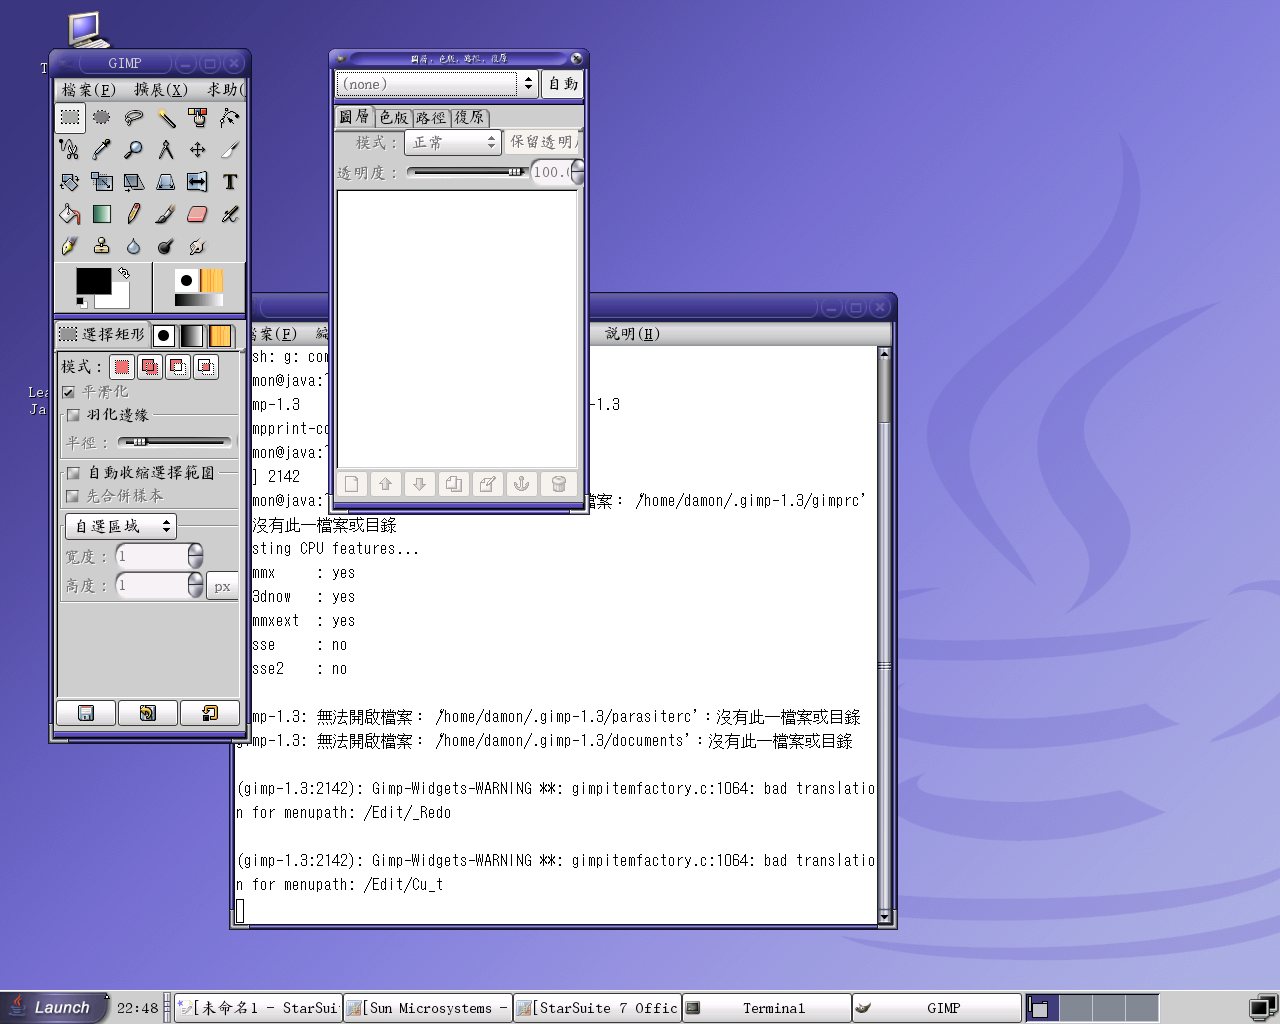 GIMP
檔案(F) 擴展(X) 求助(
選擇矩形
模式：
平滑化
羽化邊緣
半徑：
自動收縮選擇範圍
先合併樣本
自選區域
寬度： 1
高度： 1 px
圖層, 色版, 路徑, 復原
(none) 自動
圖層 色版 路徑 復原
模式： 正常 保留透明
透明度： 100.
Lea
Ja
案(F) 說明(H)
sh: g: com
mon@java:
mp-1.3 -1.3
mpprint-co
mon@java:
] 2142
mon@java: 檔案：‘/home/damon/.gimp-1.3/gimprc’
沒有此一檔案或目錄
sting CPU features...
mmx : yes
3dnow : yes
mmxext : yes
sse : no
sse2 : no
mp-1.3: 無法開啟檔案：‘/home/damon/.gimp-1.3/parasiterc’：沒有此一檔案或目錄
gimp-1.3: 無法開啟檔案：‘/home/damon/.gimp-1.3/documents’：沒有此一檔案或目錄
(gimp-1.3:2142): Gimp-Widgets-WARNING **: gimpitemfactory.c:1064: bad translatio
n for menupath: /Edit/_Redo
(gimp-1.3:2142): Gimp-Widgets-WARNING **: gimpitemfactory.c:1064: bad translatio
n for menupath: /Edit/Cu_t
Launch 22:48 [未命名1 - StarSui [Sun Microsystems - [StarSuite 7 Offic Terminal GIMP